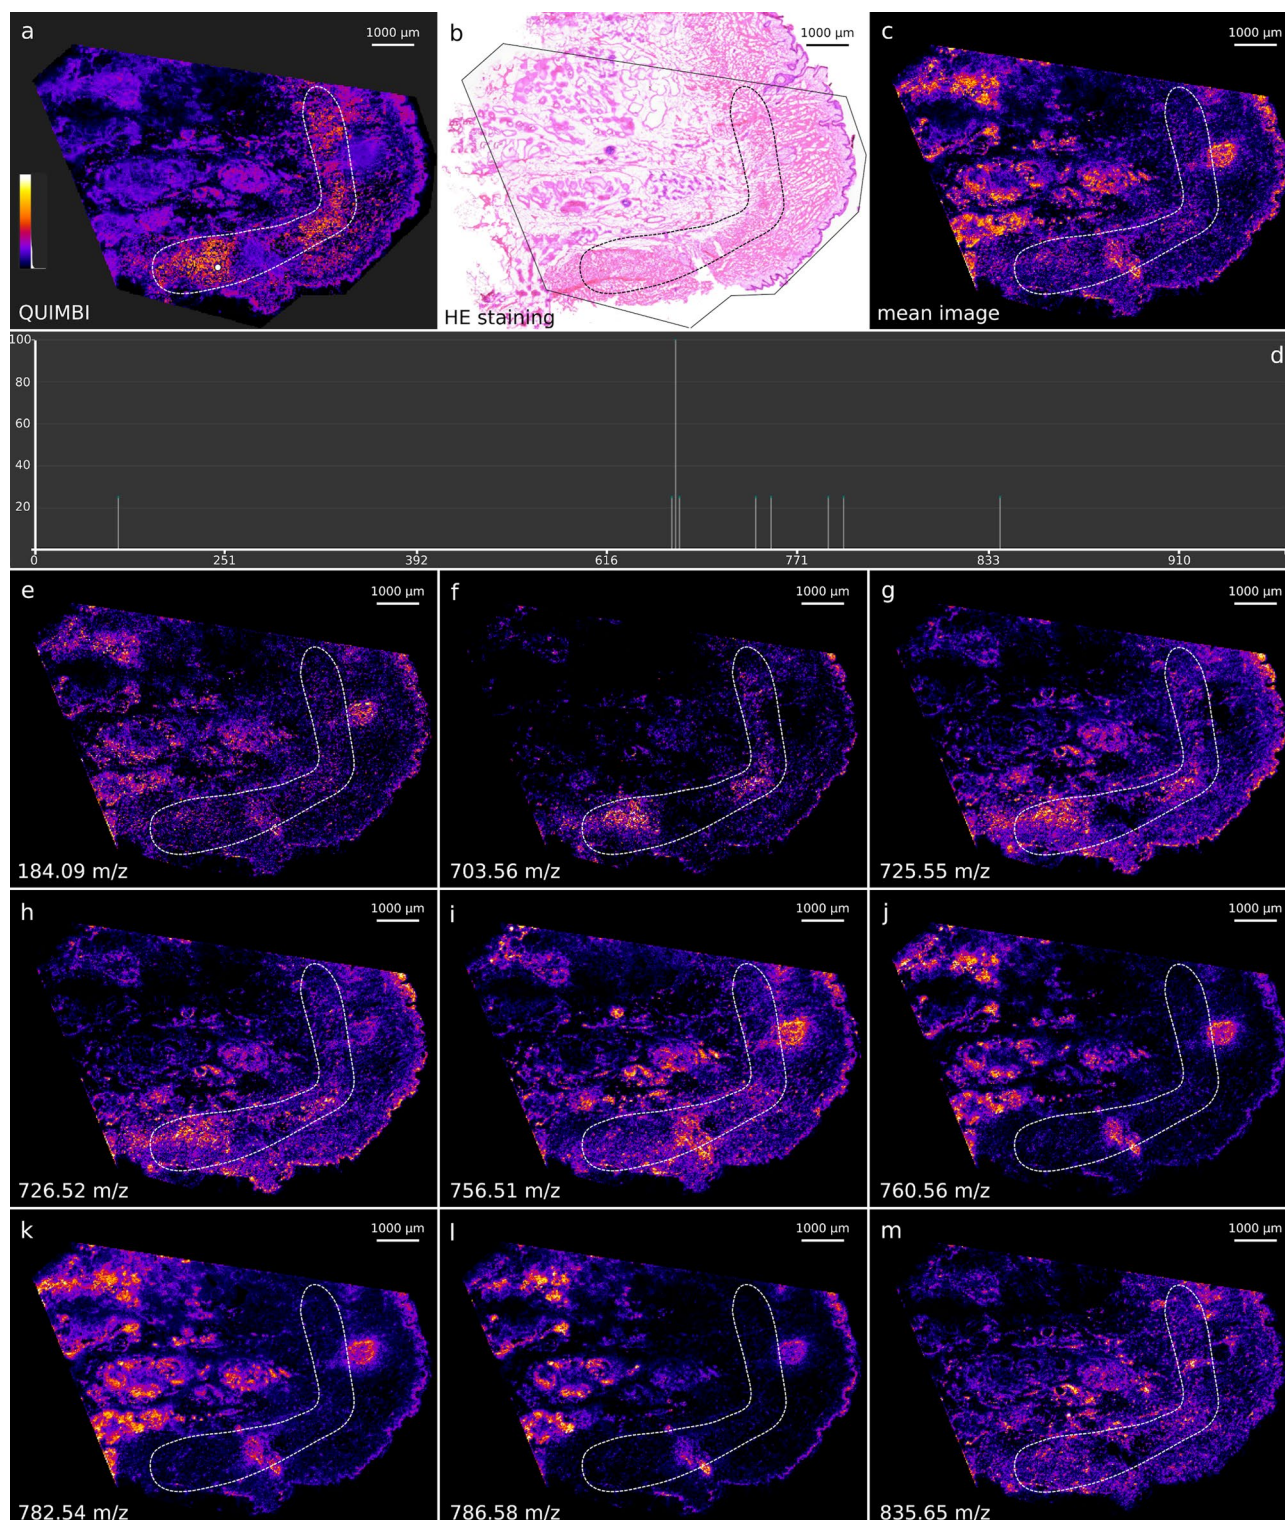 a
1000 µm
QUIMBI
b
1000 µm
HE staining
c
1000 µm
mean image
d
100
80
60
40
20
0 251 392 616 771 833 910
e
1000 µm
184.09 m/z
f
1000 µm
703.56 m/z
g
1000 µm
725.55 m/z
h
1000 µm
726.52 m/z
i
1000 µm
756.51 m/z
j
1000 µm
760.56 m/z
k
1000 µm
782.54 m/z
l
1000 µm
786.58 m/z
m
1000 µm
835.65 m/z